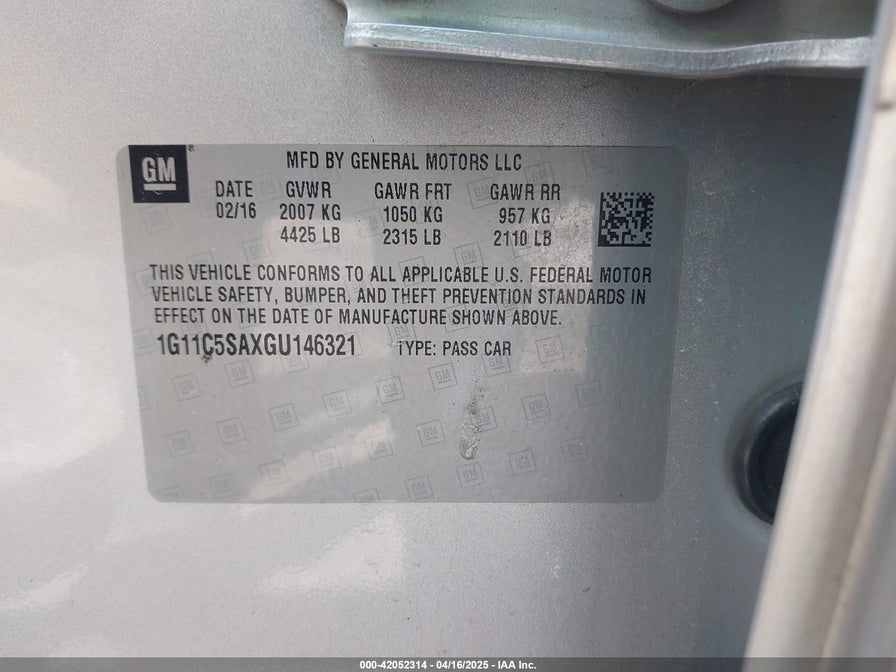 GM
MFD BY GENERAL MOTORS LLC
DATE GVWR GAWR FRT GAWR RR
02/16 2007 KG 1050 KG 957 KG
4425 LB 2315 LB 2110 LB
THIS VEHICLE CONFORMS TO ALL APPLICABLE U.S. FEDERAL MOTOR
VEHICLE SAFETY, BUMPER, AND THEFT PREVENTION STANDARDS IN
EFFECT ON THE DATE OF MANUFACTURE SHOWN ABOVE.
1G11C5SAXGU146321 TYPE: PASS CAR
000-42052314 - 04/16/2025 - IAA Inc.